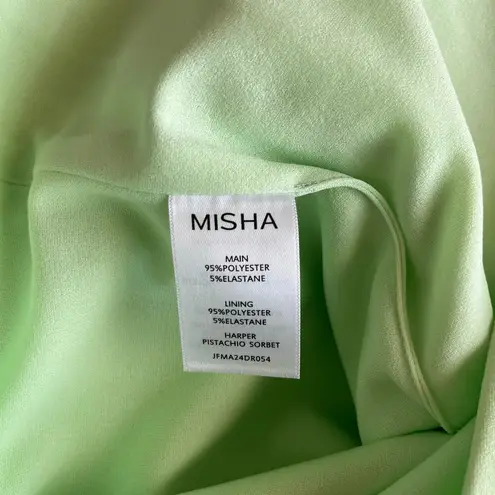 MISHA
MAIN
95%POLYESTER
5%ELASTANE
LINING
95%POLYESTER
5%ELASTANE
HARPER
PISTACHIO SORBET
JFMA24DR054